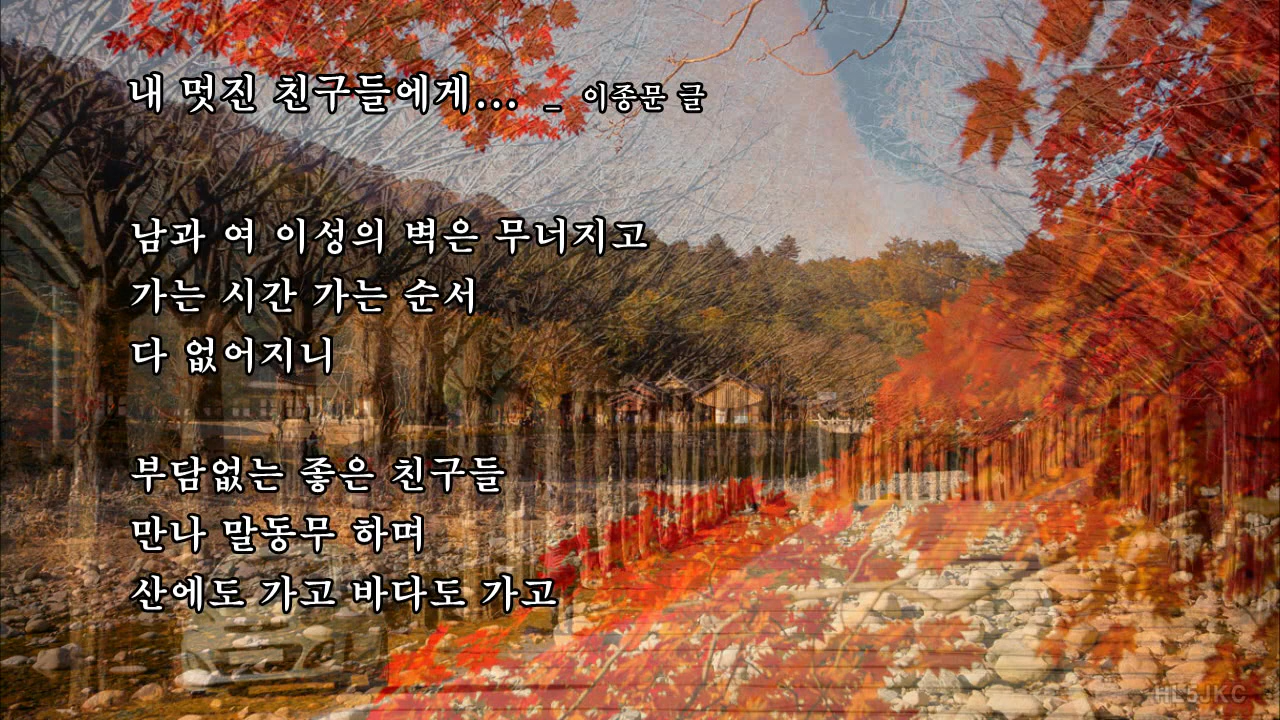 내 멋진 친구들에게... _ 이종문 글
남과 여 이성의 벽은 무너지고
가는 시간 가는 순서
다 없어지니
부담없는 좋은 친구들
만나 말동무 하며
산에도 가고 바다도 가고
HL5JKC